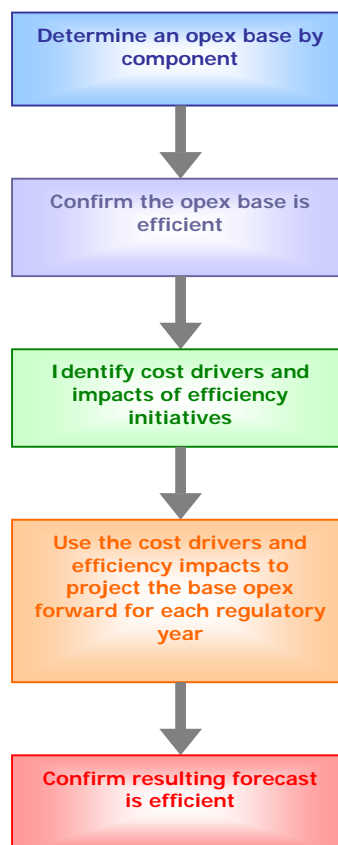 Determine an opex base by
component
Confirm the opex base is
efficient
Identify cost drivers and
impacts of efficiency
initiatives
Use the cost drivers and
efficiency impacts to
project the base opex
forward for each regulatory
year
Confirm resulting forecast
is efficient